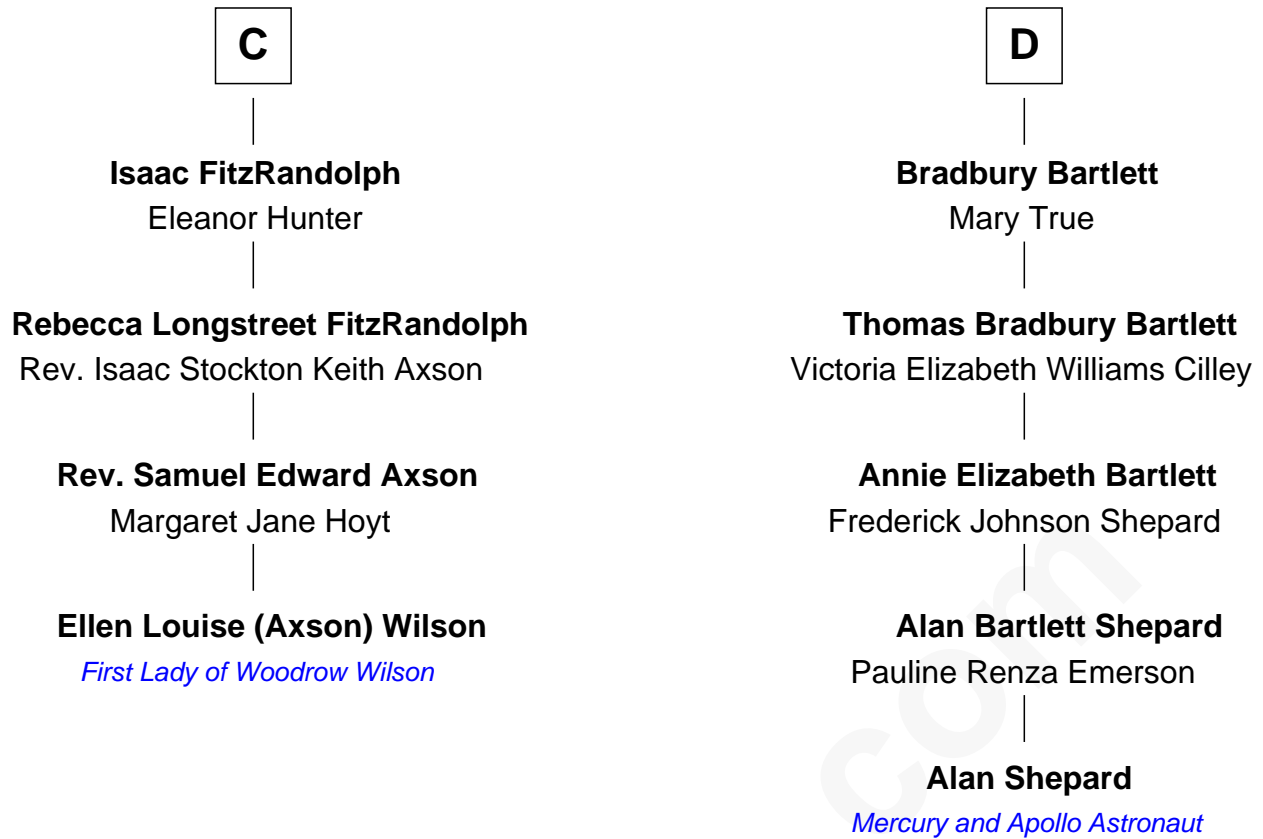 C
Isaac FitzRandolph
Eleanor Hunter
Rebecca Longstreet FitzRandolph
Rev. Isaac Stockton Keith Axson
Rev. Samuel Edward Axson
Margaret Jane Hoyt
Ellen Louise (Axson) Wilson
First Lady of Woodrow Wilson
D
Bradbury Bartlett
Mary True
Thomas Bradbury Bartlett
Victoria Elizabeth Williams Cilley
Annie Elizabeth Bartlett
Frederick Johnson Shepard
Alan Bartlett Shepard
Pauline Renza Emerson
Alan Shepard
Mercury and Apollo Astronaut
com